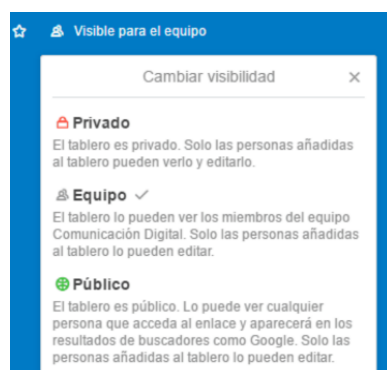 Visible para el equipo
Cambiar visibilidad
Privado
El tablero es privado. Solo las personas añadidas
al tablero pueden verlo y editarlo.
Equipo
El tablero lo pueden ver los miembros del equipo
Comunicación Digital. Solo las personas añadidas
al tablero lo pueden editar.
Público
El tablero es público. Lo puede ver cualquier
persona que acceda al enlace y aparecerá en los
resultados de buscadores como Google. Solo las
personas añadidas al tablero lo pueden editar.